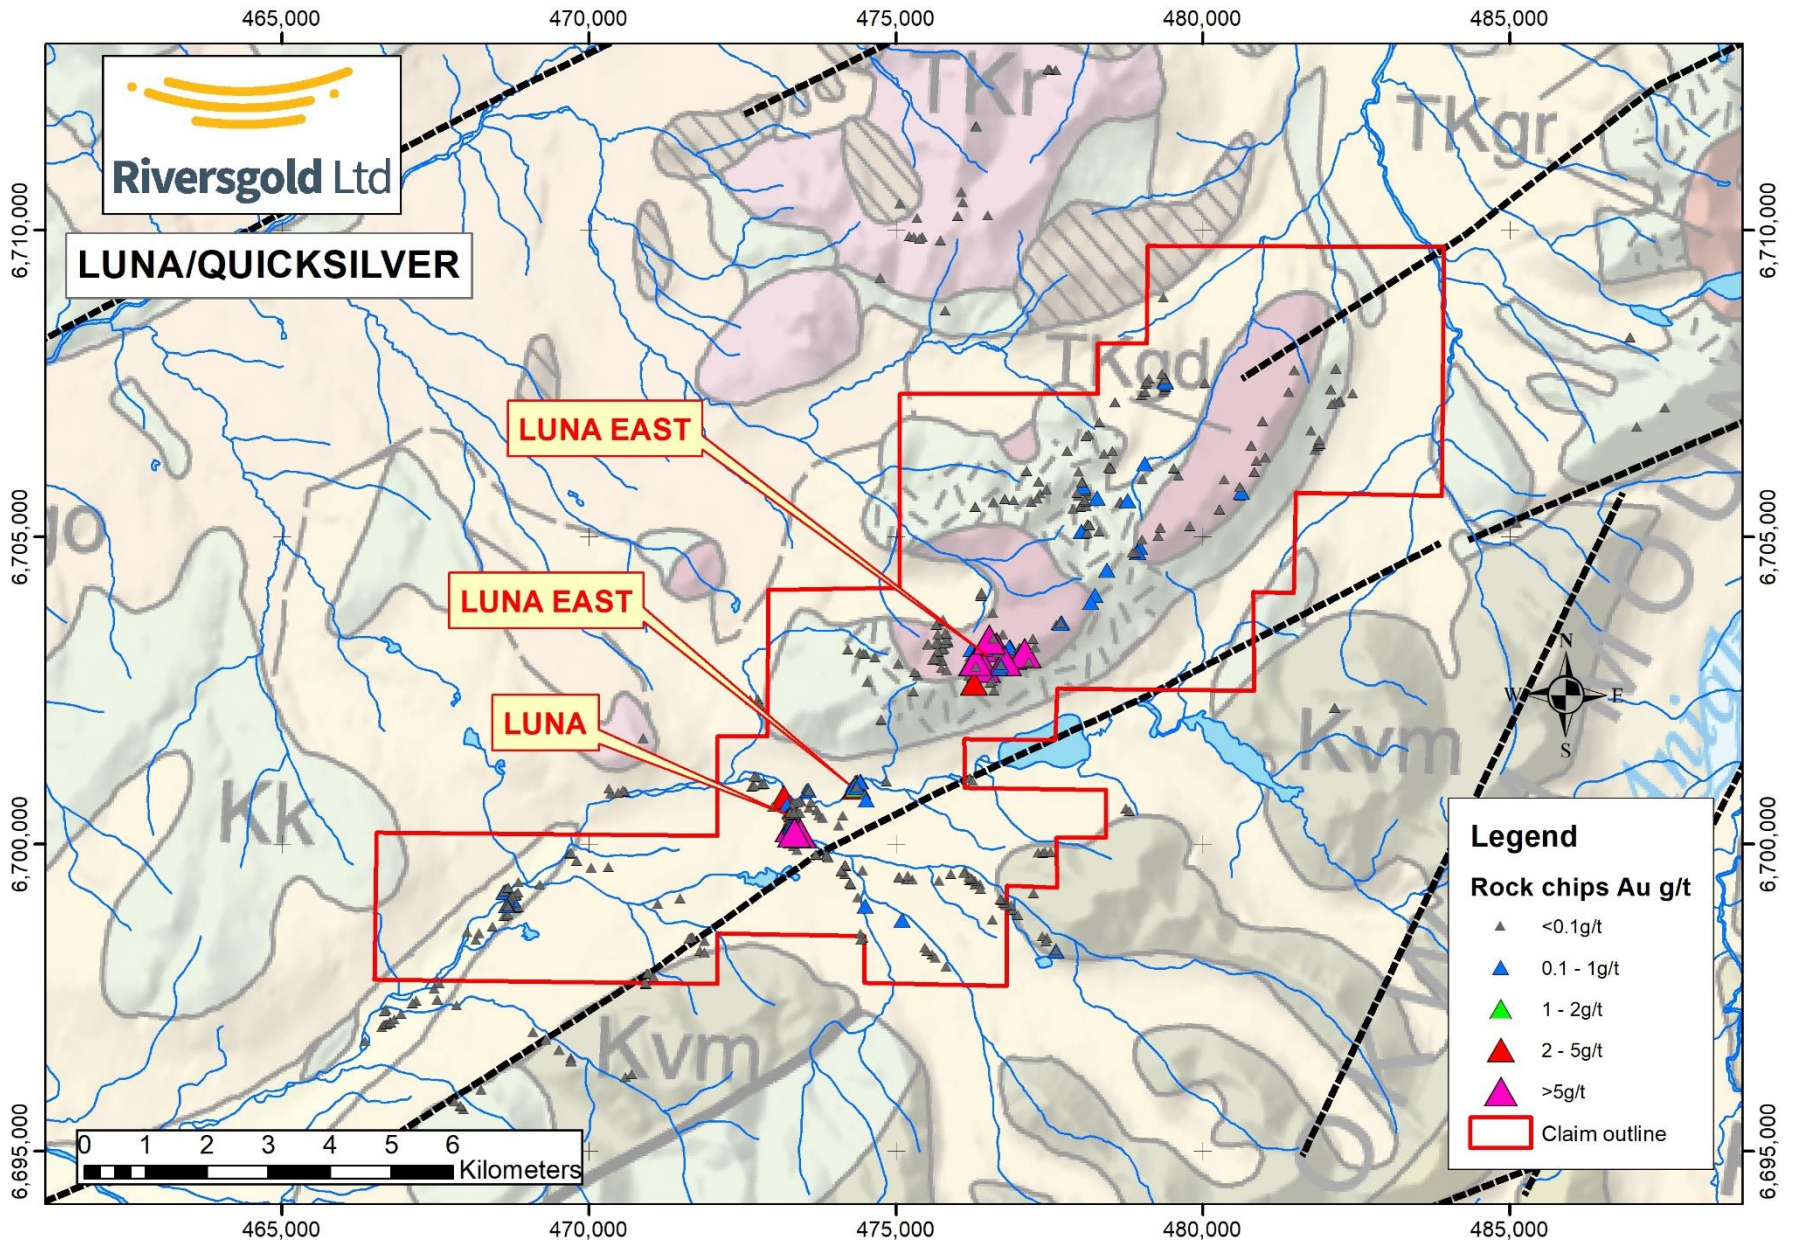 465,000 470,000 475,000 480,000 485,000
Riversgold Ltd
LUNA/QUICKSILVER
TKr
TKgr
TKgd
6,710,000
6,710,000
LUNA EAST
go
6,705,000
6,705,000
LUNA EAST
LUNA
N
W E
S
Kk
Kvm
Kvm
6,700,000
6,700,000
Legend
Rock chips Au g/t
<0.1g/t
0.1 - 1g/t
1 - 2g/t
2 - 5g/t
>5g/t
Claim outline
0 1 2 3 4 5 6
Kilometers
6,695,000
6,695,000
465,000 470,000 475,000 480,000 485,000